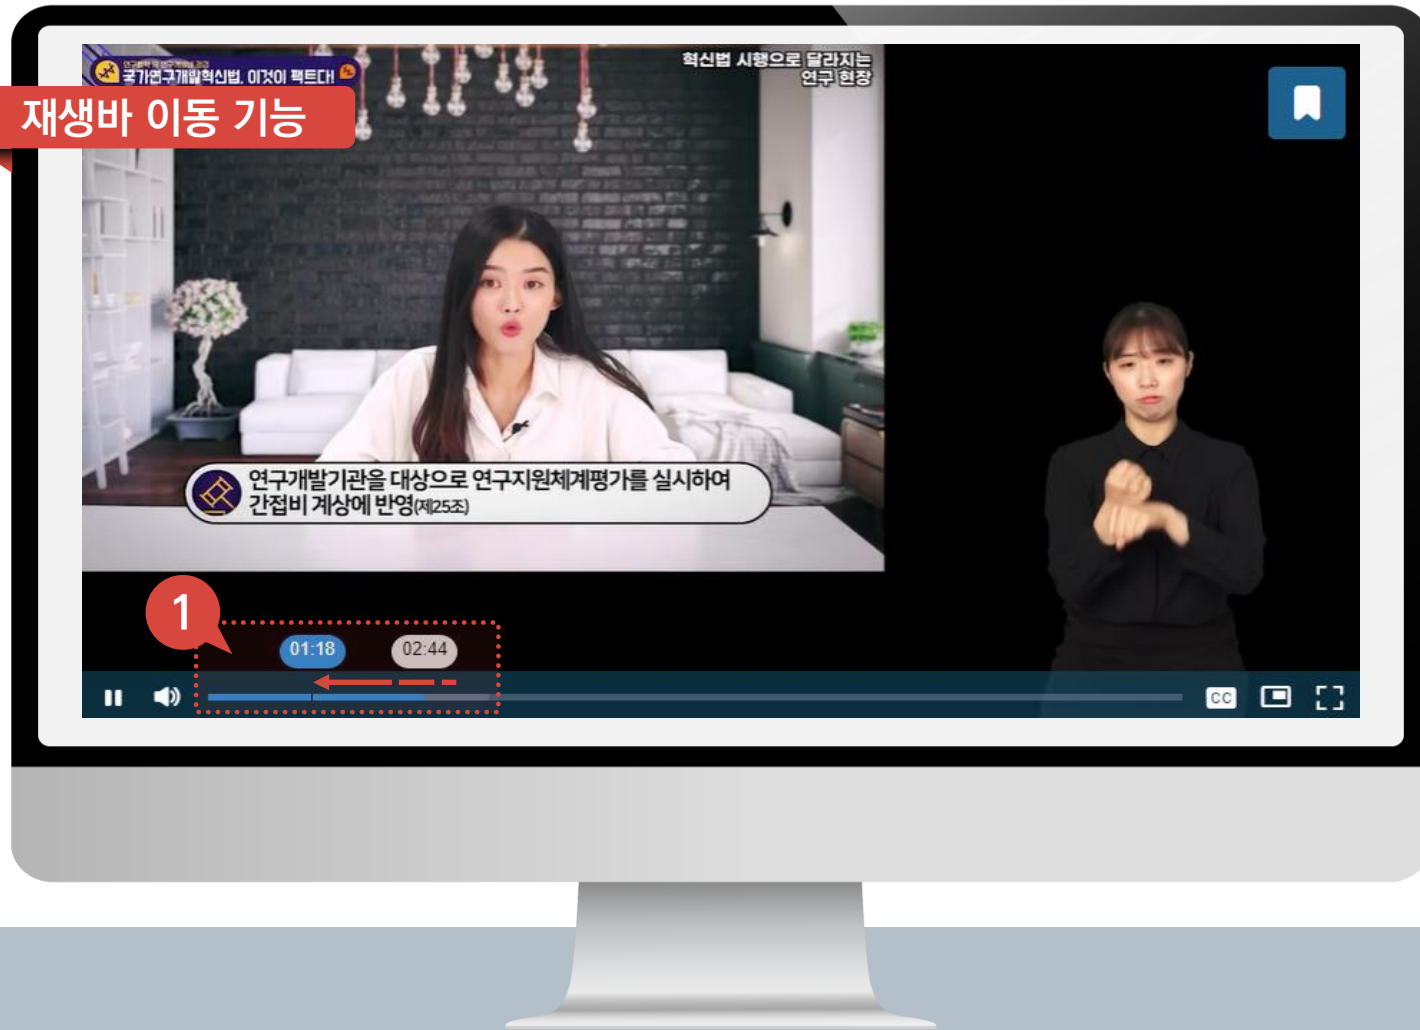 국가연구개발혁신법, 이것이 팩트다!
혁신법 시행으로 달라지는
연구 현장
재생바 이동 기능
연구개발기관을 대상으로 연구지원체계평가를 실시하여
간접비 계상에 반영(제25조)
1
01:18
02:44
CC